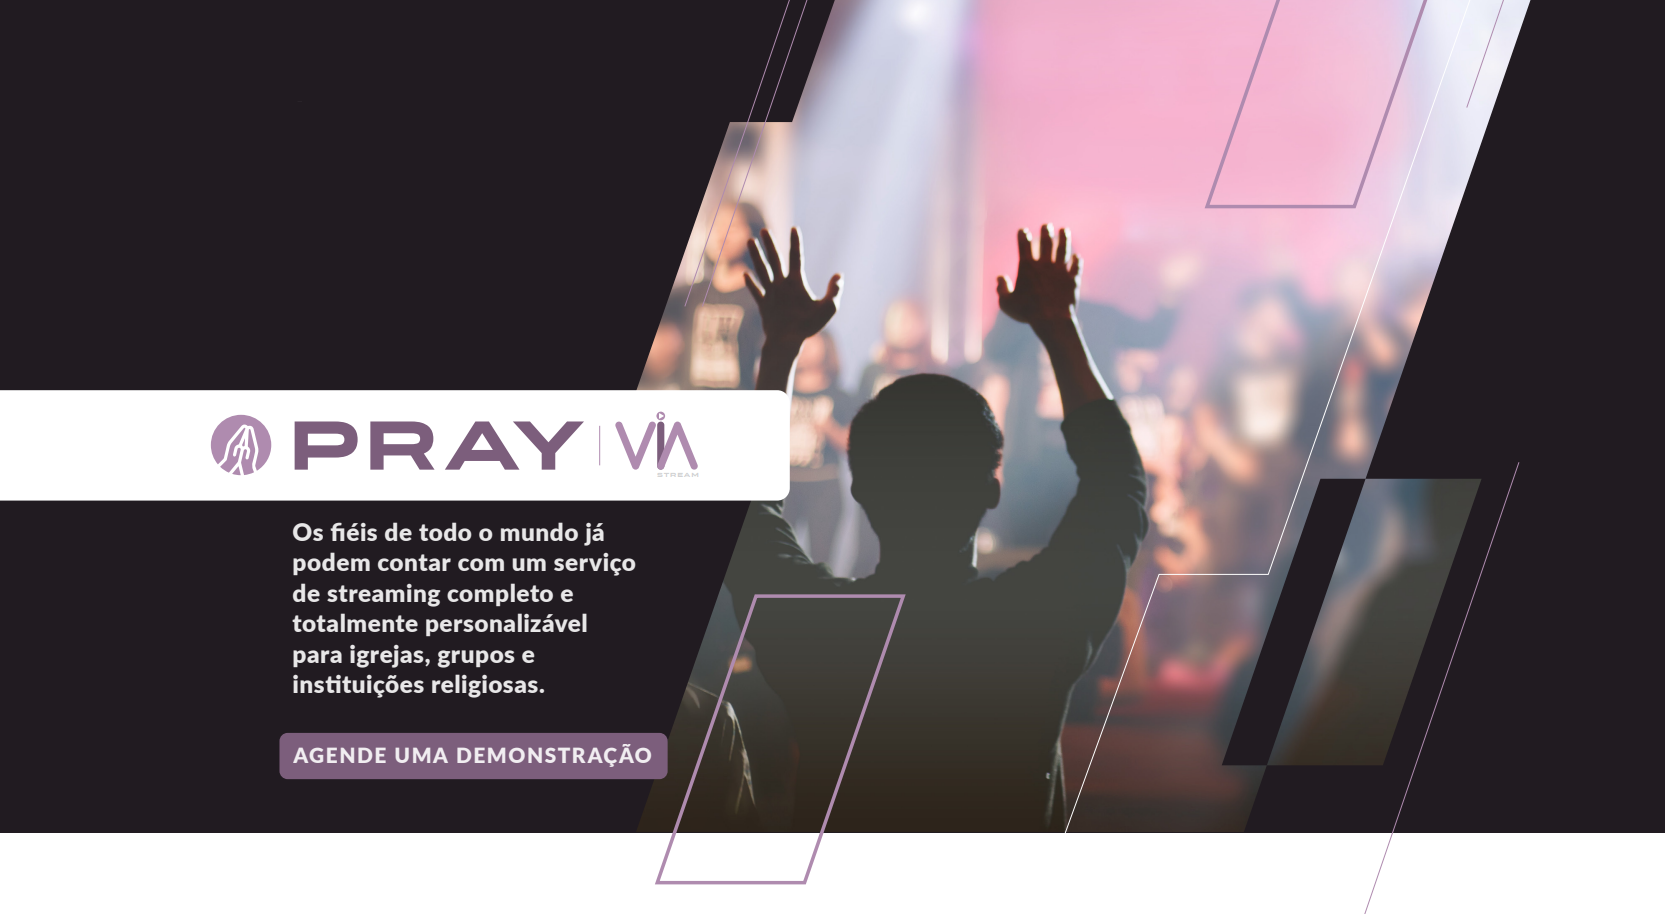 PRAY
VIA
STREAM
Os fiéis de todo o mundo já
podem contar com um serviço
de streaming completo e
totalmente personalizável
para igrejas, grupos e
instituições religiosas.
AGENDE UMA DEMONSTRAÇÃO